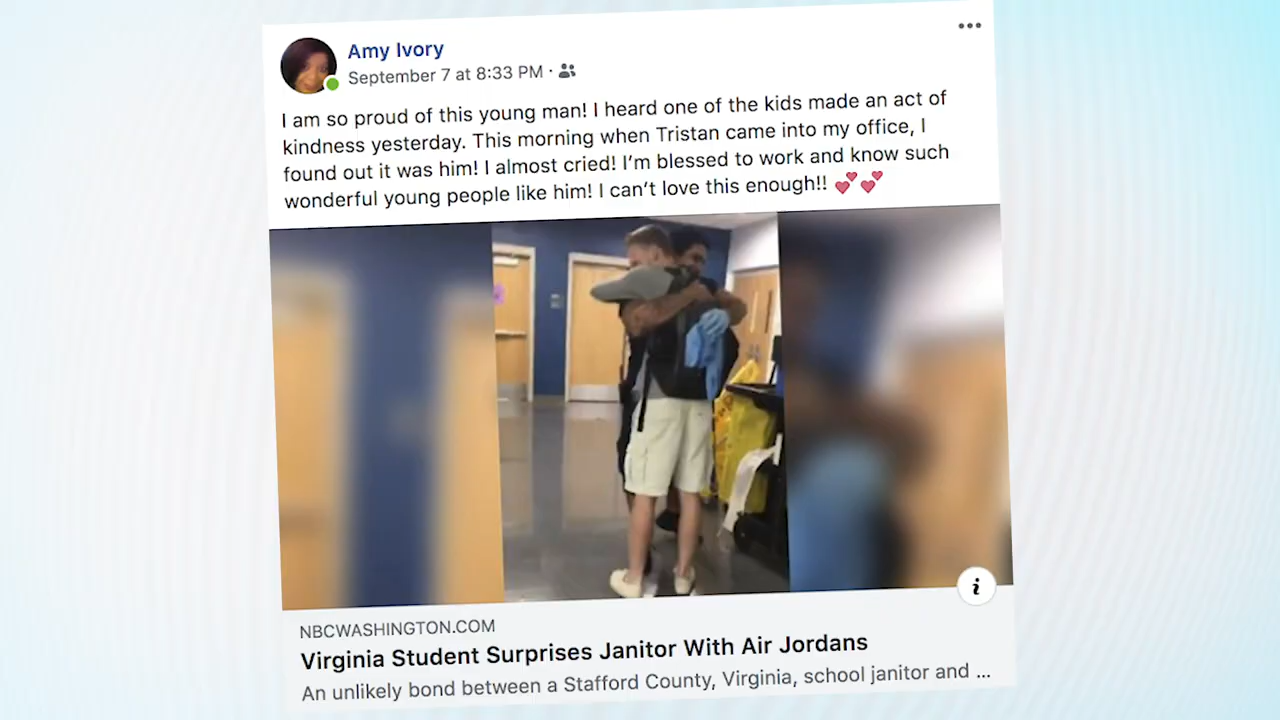 Amy Ivory
September 7 at 8:33 PM ·
I am so proud of this young man! I heard one of the kids made an act of
kindness yesterday. This morning when Tristan came into my office, I
found out it was him! I almost cried! I’m blessed to work and know such
wonderful young people like him! I can’t love this enough!! 💕💕
i
NBCWASHINGTON.COM
Virginia Student Surprises Janitor With Air Jordans
An unlikely bond between a Stafford County, Virginia, school janitor and ...